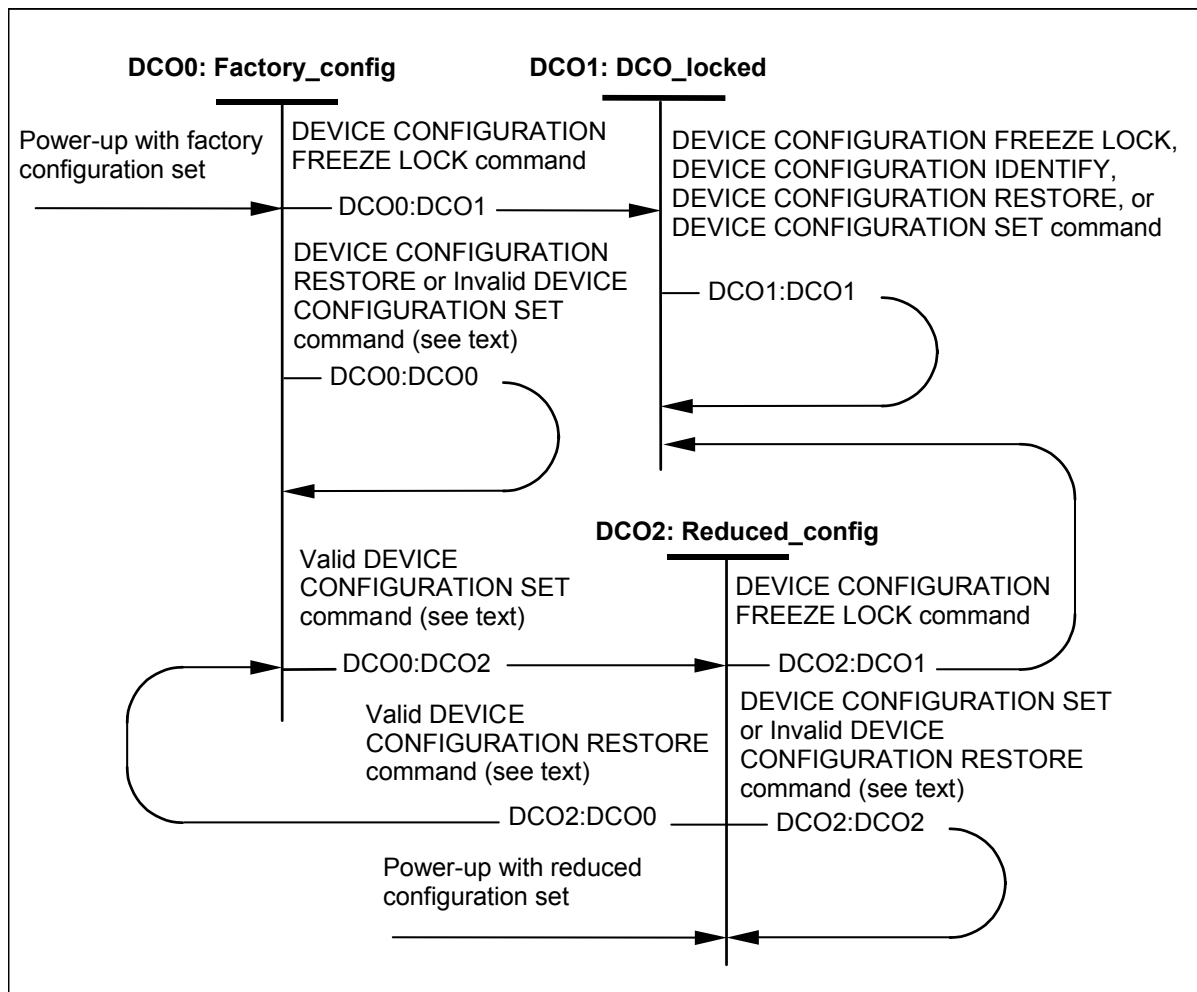 DCO0: Factory_config
DCO1: DCO_locked
Power-up with factory
configuration set
DEVICE CONFIGURATION
FREEZE LOCK command
DCO0:DCO1
DEVICE CONFIGURATION FREEZE LOCK,
DEVICE CONFIGURATION IDENTIFY,
DEVICE CONFIGURATION RESTORE, or
DEVICE CONFIGURATION SET command
DEVICE CONFIGURATION
RESTORE or Invalid DEVICE
CONFIGURATION SET
command (see text)
DCO1:DCO1
DCO0:DCO0
DCO2: Reduced_config
Valid DEVICE
CONFIGURATION SET
command (see text)
DEVICE CONFIGURATION
FREEZE LOCK command
DCO0:DCO2
DCO2:DCO1
Valid DEVICE
CONFIGURATION RESTORE
command (see text)
DEVICE CONFIGURATION SET
or Invalid DEVICE
CONFIGURATION RESTORE
command (see text)
DCO2:DCO0
DCO2:DCO2
Power-up with reduced
configuration set